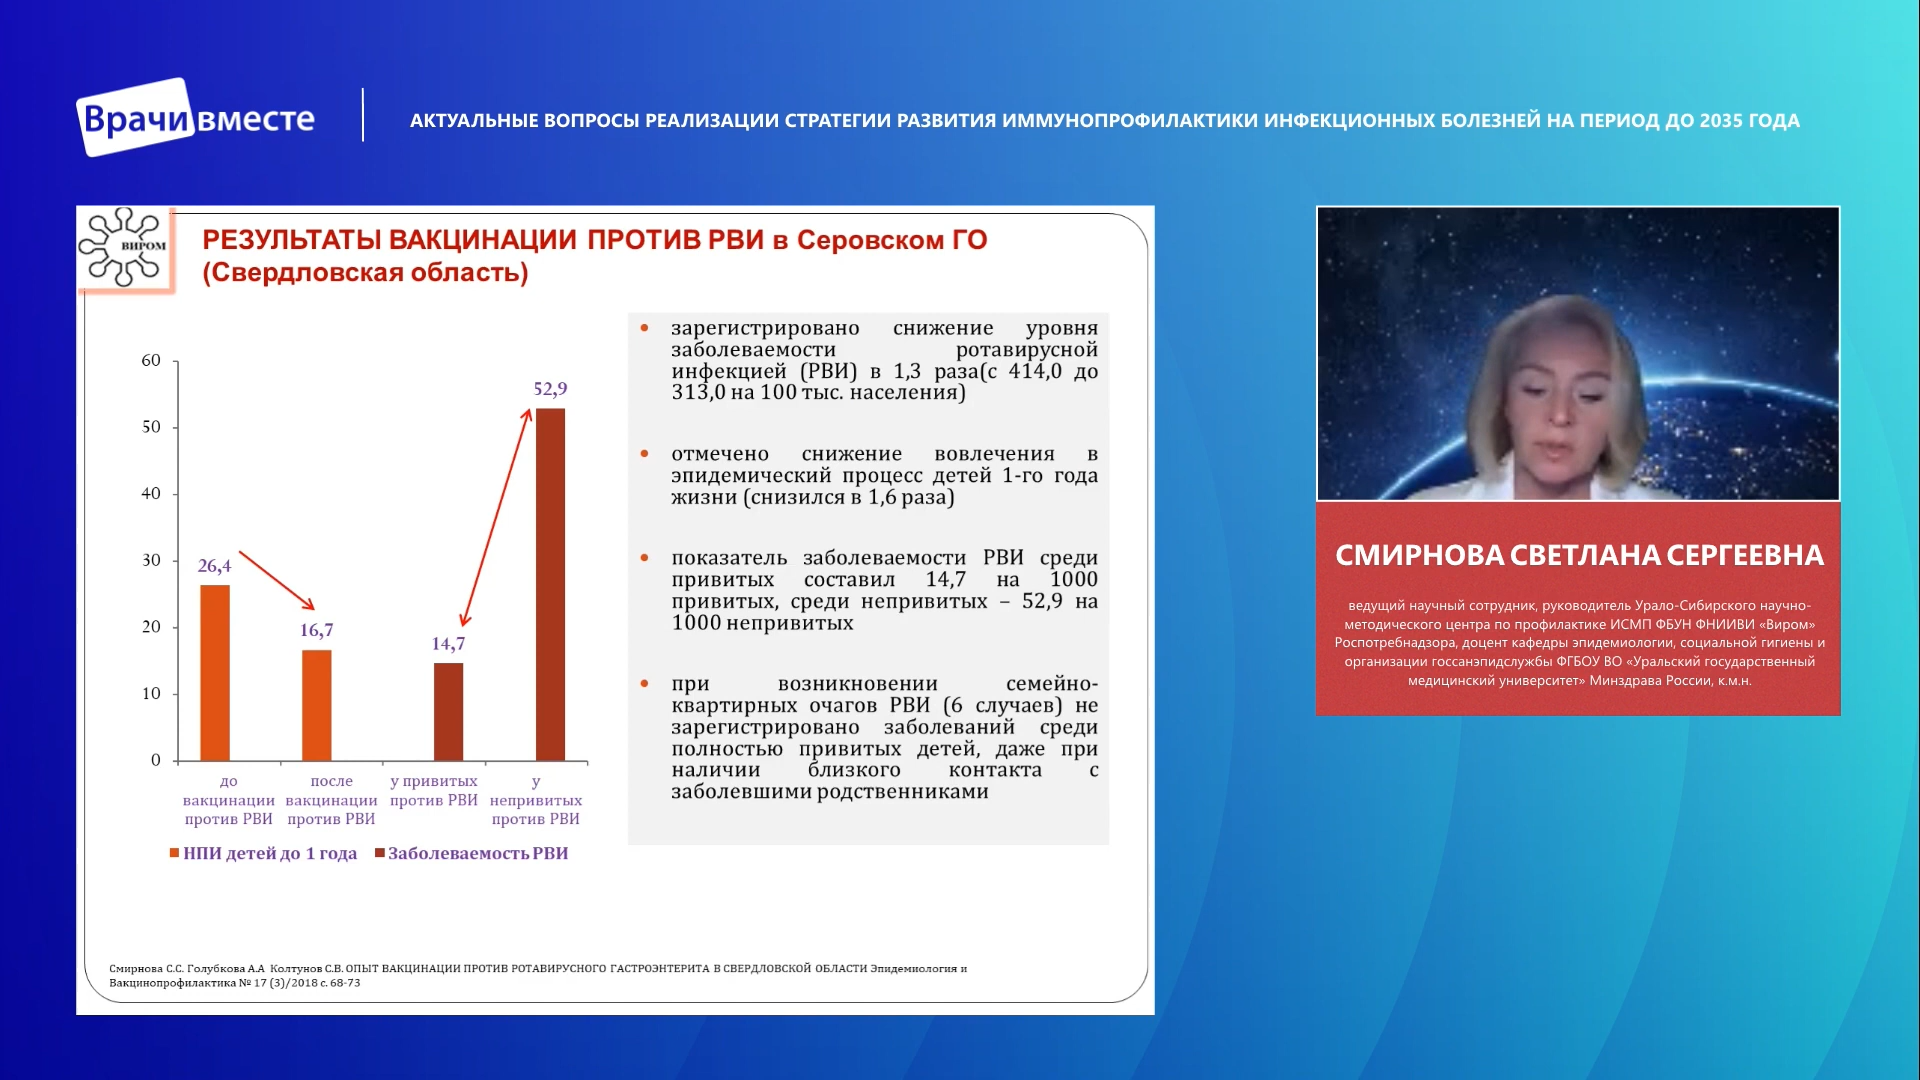 Врачи вместе
АКТУАЛЬНЫЕ ВОПРОСЫ РЕАЛИЗАЦИИ СТРАТЕГИИ РАЗВИТИЯ ИММУНОПРОФИЛАКТИКИ ИНФЕКЦИОННЫХ БОЛЕЗНЕЙ НА ПЕРИОД ДО 2035 ГОДА
ВИРОМ
РЕЗУЛЬТАТЫ ВАКЦИНАЦИИ ПРОТИВ РВИ в Серовском ГО
(Свердловская область)
60
50
40
30
20
10
0
26,4
16,7
14,7
52,9
до
вакцинации
против РВИ
после
вакцинации
против РВИ
у привитых
против РВИ
у
непривитых
против РВИ
НПИ детей до 1 года
Заболеваемость РВИ
• зарегистрировано снижение уровня
заболеваемости ротавирусной
инфекцией (РВИ) в 1,3 раза(с 414,0 до
313,0 на 100 тыс. населения)
• отмечено снижение вовлечения в
эпидемический процесс детей 1-го года
жизни (снизился в 1,6 раза)
• показатель заболеваемости РВИ среди
привитых составил 14,7 на 1000
привитых, среди непривитых – 52,9 на
1000 непривитых
• при возникновении семейно-
квартирных очагов РВИ (6 случаев) не
зарегистрировано заболеваний среди
полностью привитых детей, даже при
наличии близкого контакта с
заболевшими родственниками
Смирнова С.С. Голубкова А.А Колтунов С.В. ОПЫТ ВАКЦИНАЦИИ ПРОТИВ РОТАВИРУСНОГО ГАСТРОЭНТЕРИТА В СВЕРДЛОВСКОЙ ОБЛАСТИ Эпидемиология и
Вакцинопрофилактика № 17 (3)/2018 с. 68-73
СМИРНОВА СВЕТЛАНА СЕРГЕЕВНА
ведущий научный сотрудник, руководитель Урало-Сибирского научно-
методического центра по профилактике ИСМП ФБУН ФНИИВИ «Виром»
Роспотребнадзора, доцент кафедры эпидемиологии, социальной гигиены и
организации госсанэпидслужбы ФГБОУ ВО «Уральский государственный
медицинский университет» Минздрава России, к.м.н.